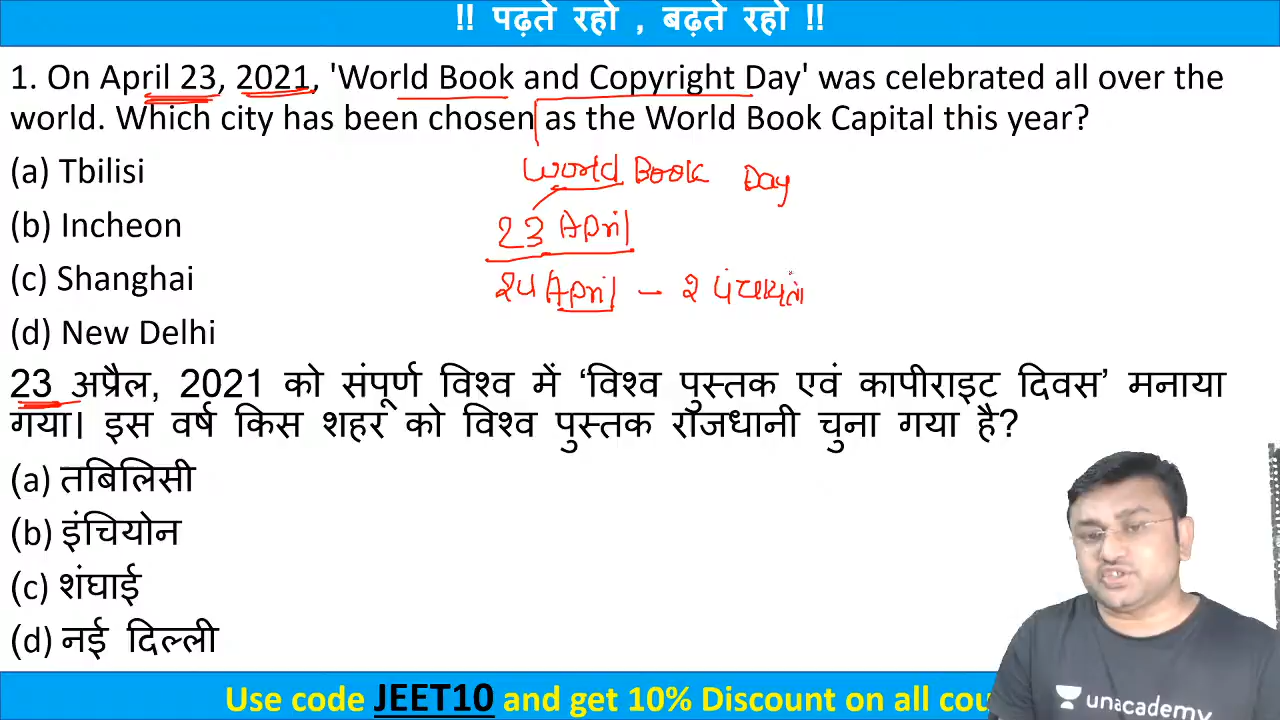 !! पढ़ते रहो , बढ़ते रहो !!
1. On April 23, 2021, 'World Book and Copyright Day' was celebrated all over the
world. Which city has been chosen as the World Book Capital this year?
(a) Tbilisi
World Book Day
(b) Incheon
23 April
(c) Shanghai
24 April –
(d) New Delhi
23 अप्रैल, 2021 को संपूर्ण विश्व में ‘विश्व पुस्तक एवं कापीराइट दिवस’ मनाया
गया। इस वर्ष किस शहर को विश्व पुस्तक राजधानी चुना गया है?
(a) तबिलिसी
(b) इंचियोन
(c) शंघाई
(d) नई दिल्ली
unacademy
Use code JEET10 and get 10% Discount on all cou